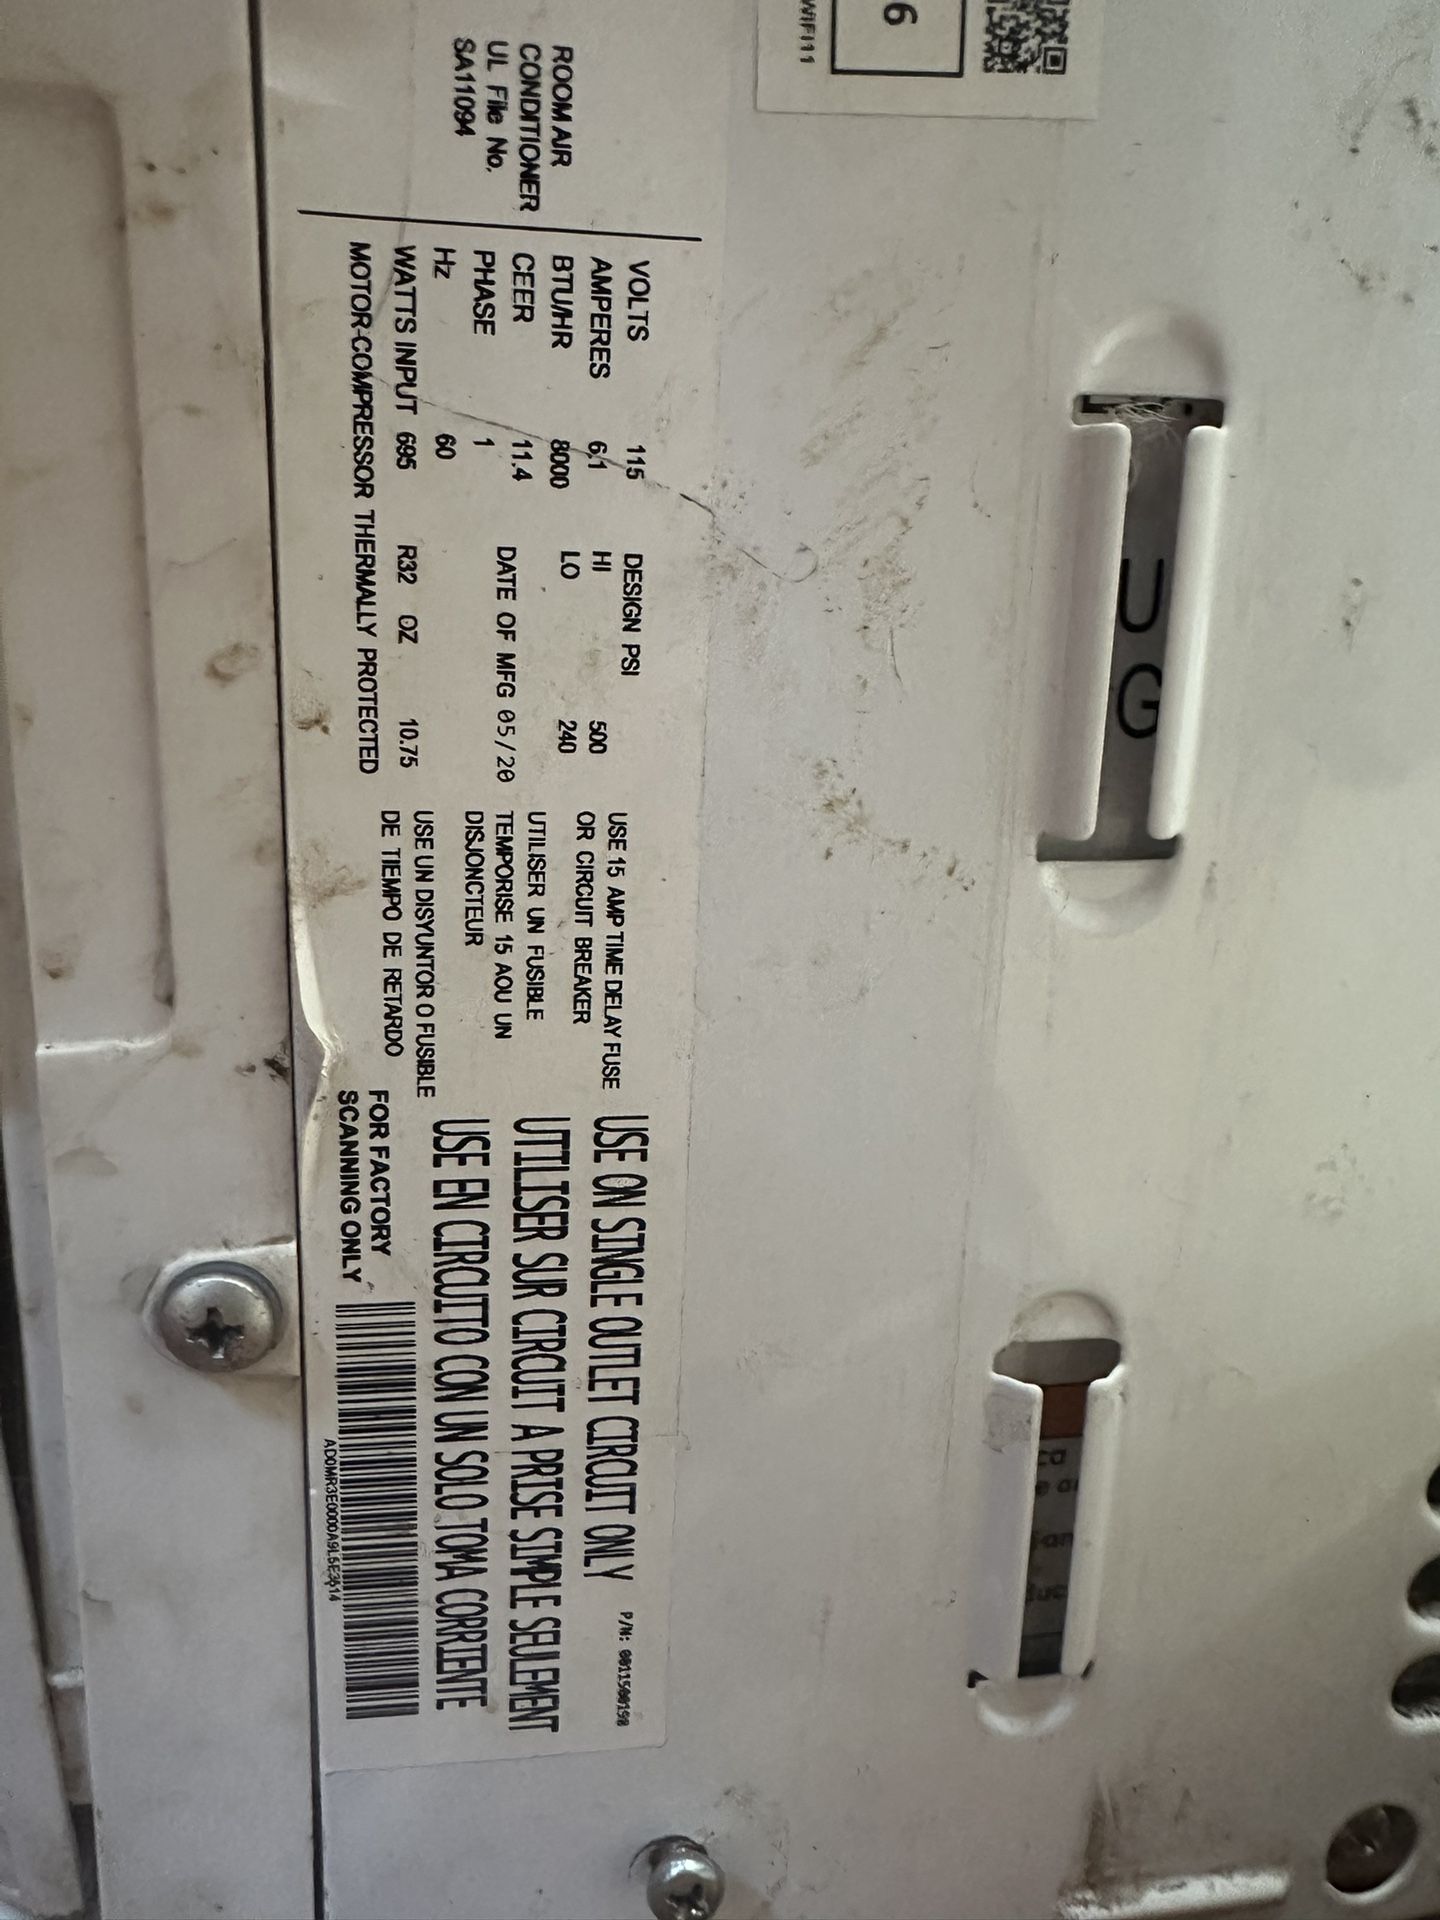 6
WIFI11
ROOM AIR
CONDITIONER
UL File No.
SA11094
VOLTS 115
AMPERES 6.1
BTU/HR 8000
CEER 11.4
PHASE 1
Hz 60
WATTS INPUT 695
MOTOR-COMPRESSOR THERMALLY PROTECTED
DESIGN PSI
HI 500
LO 240
DATE OF MFG 05/20
R32 OZ 10.75
USE 15 AMP TIME DELAY FUSE
OR CIRCUIT BREAKER
UTILISER UN FUSIBLE
TEMPORISE 15 AOU UN
DISJONCTEUR
USE UN DISYUNTOR O FUSIBLE
DE TIEMPO DE RETARDO
USE ON SINGLE OUTLET CIRCUIT ONLY
UTILISER SUR CIRCUIT A PRISE SIMPLE SEULEMENT
USE EN CIRCUITO CON UN SOLO TOMA CORRIENTE
P/N: 0011500190
FOR FACTORY
SCANNING ONLY
AD0MR3E0000A9L5E3614
UG